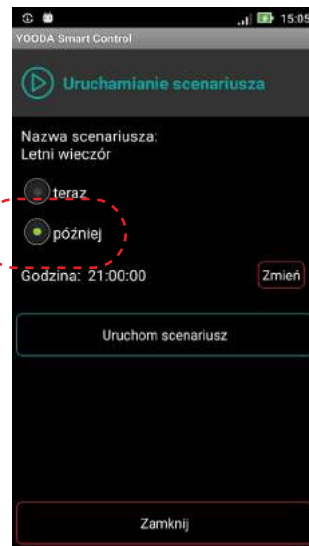 15:05
YOODA Smart Control
Uruchamianie scenariusza
Nazwa scenariusza:
Letni wieczór
teraz
później
Godzina: 21:00:00
Zmień
Uruchom scenariusz
Zamknij